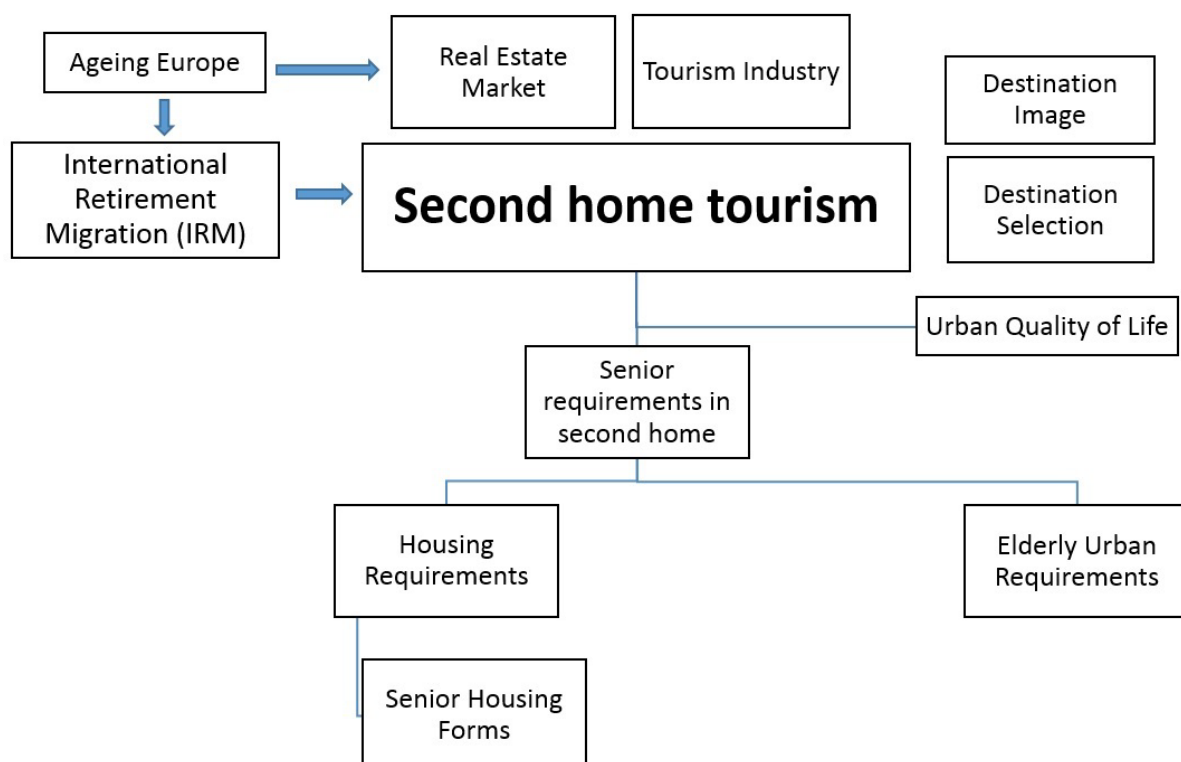 Ageing Europe
Real Estate
Market
Tourism Industry
Destination
Image
International
Retirement
Migration (IRM)
Second home tourism
Destination
Selection
Urban Quality of Life
Senior
requirements in
second home
Housing
Requirements
Elderly Urban
Requirements
Senior Housing
Forms